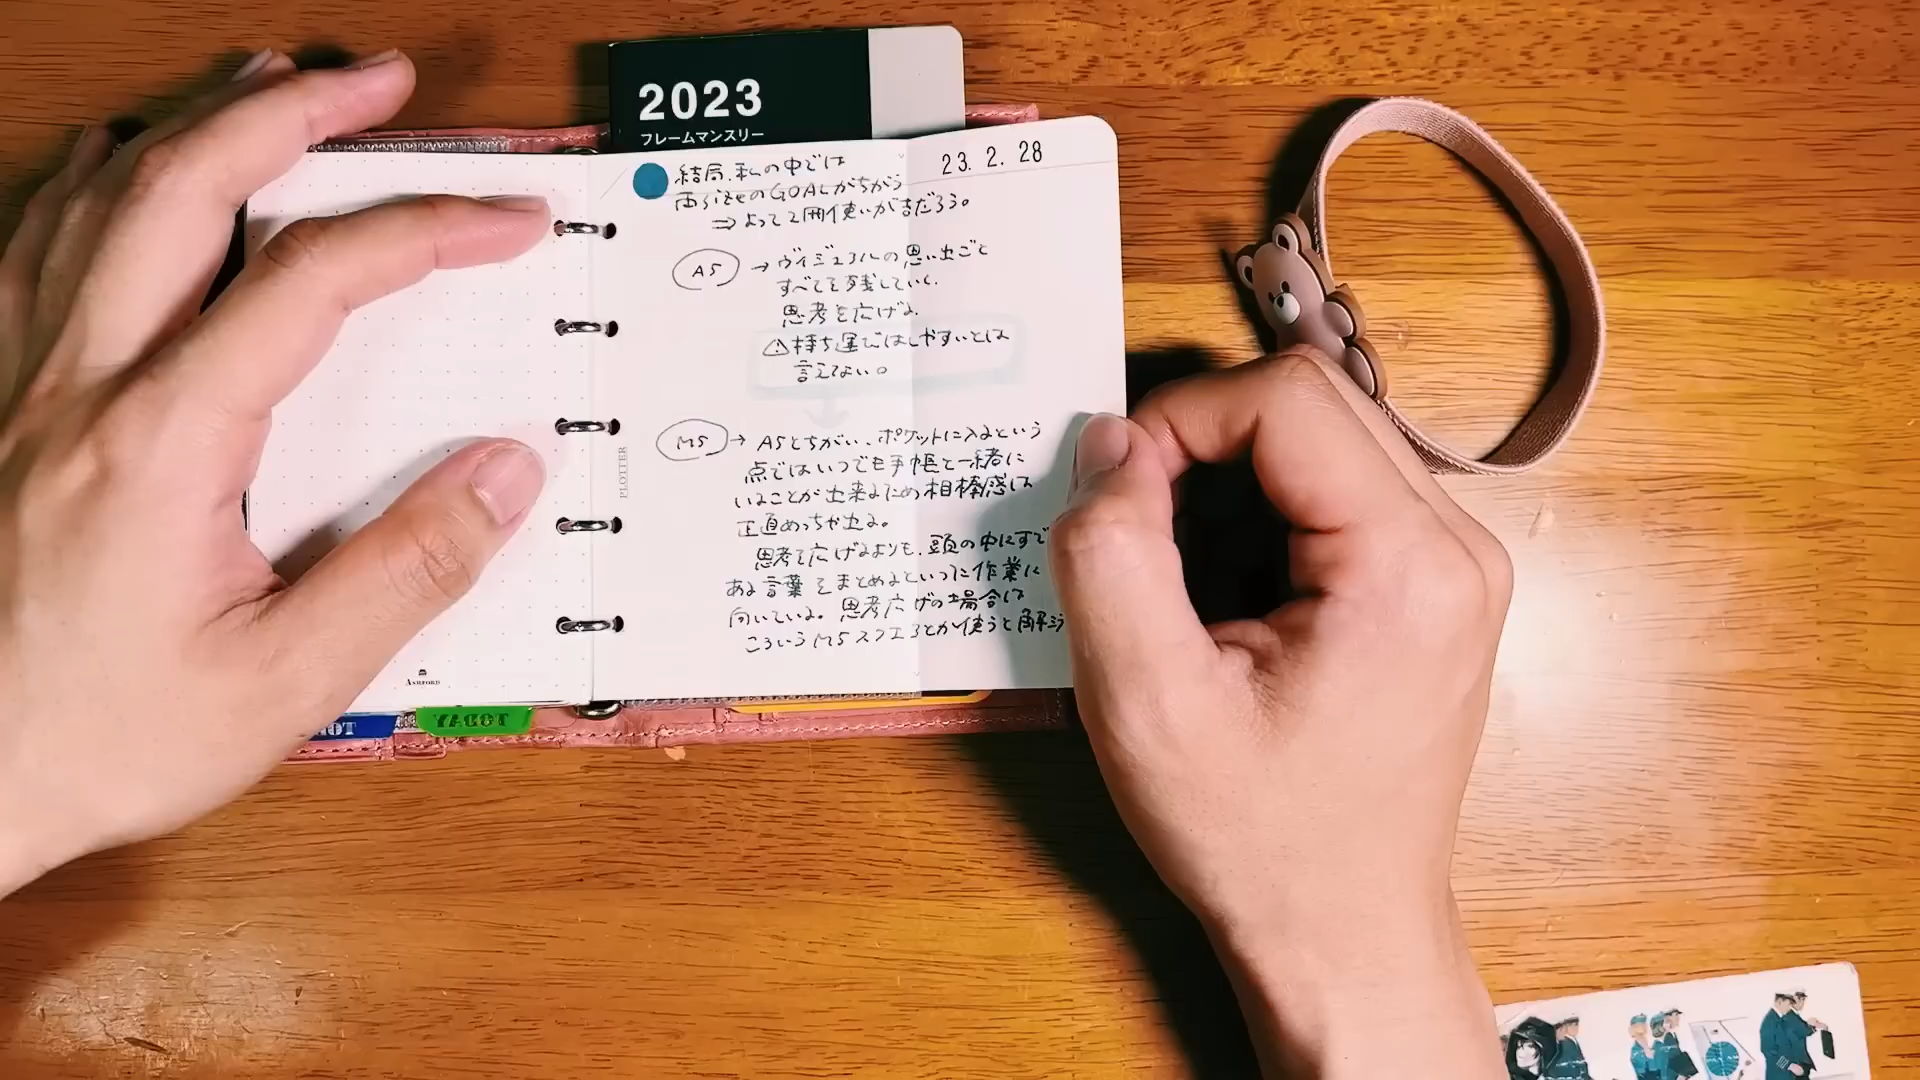 2023
フレームマンスリー
23. 2. 28
結局、私の中では
両sizeのGOALがちがう
⇒よって2冊使いが吉だろう。
A5 → ヴィジュアルの思い出ごと
すべてを残していく。
思考を広げる。
⚠持ち運びはしやすいとは
言えない。
M5 → A5とちがい、ポケットに入るという
点ではいつでも手帳と一緒に
いることが出来るため相棒感は
正直めっちゃ出る。
思考を広げるよりも、頭の中にすで
ある言葉をまとめるといった作業に
向いている。思考広げの場合は
こういうM5スクエアとか使うと解決
PLOTTER
ASHFORD
TODAY